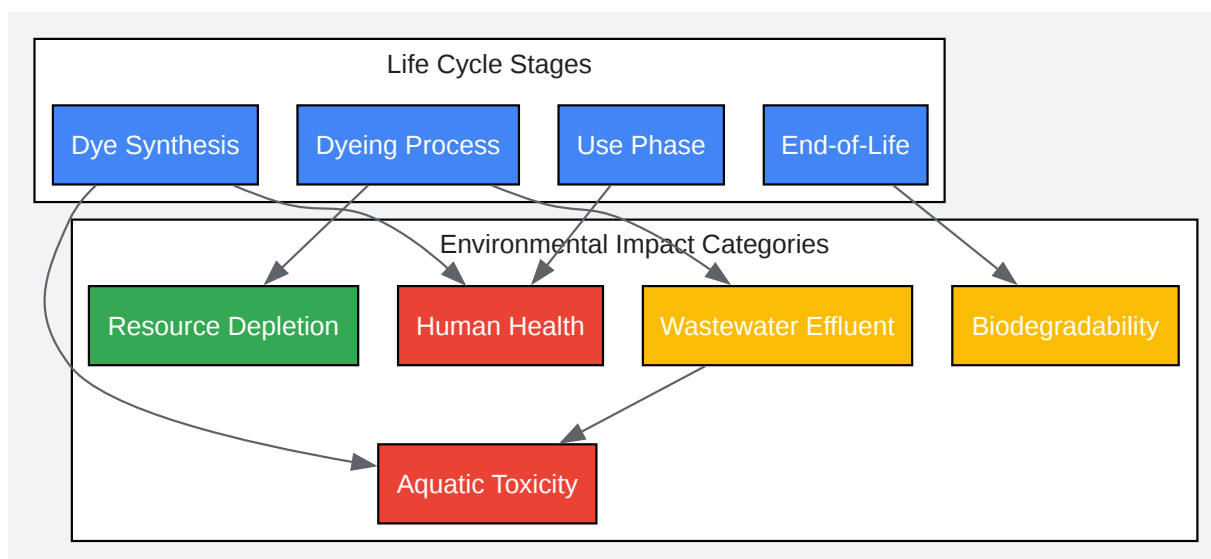 Life Cycle Stages
Dye Synthesis
Dyeing Process
Use Phase
End-of-Life
Environmental Impact Categories
Resource Depletion
Human Health
Wastewater Effluent
Biodegradability
Aquatic Toxicity